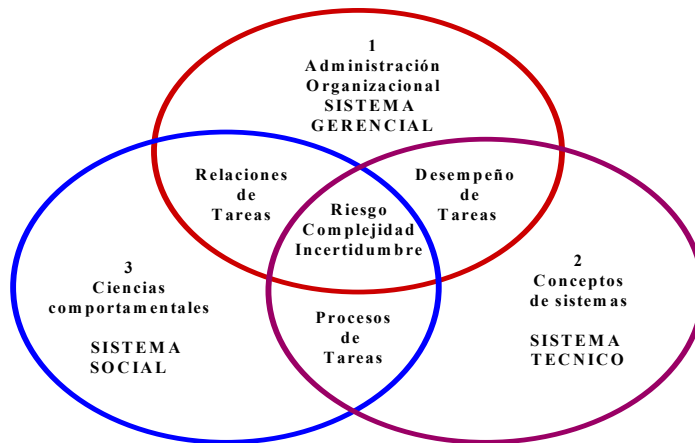 1
Administración
Organizacional
SISTEMA
GERENCIAL
Relaciones
de
Tareas
Desempeño
de
Tareas
Riesgo
Complejidad
Incertidumbre
3
Ciencias
comportamentales
SISTEMA
SOCIAL
2
Conceptos
de sistemas
SISTEMA
TECNICO
Procesos
de
Tareas